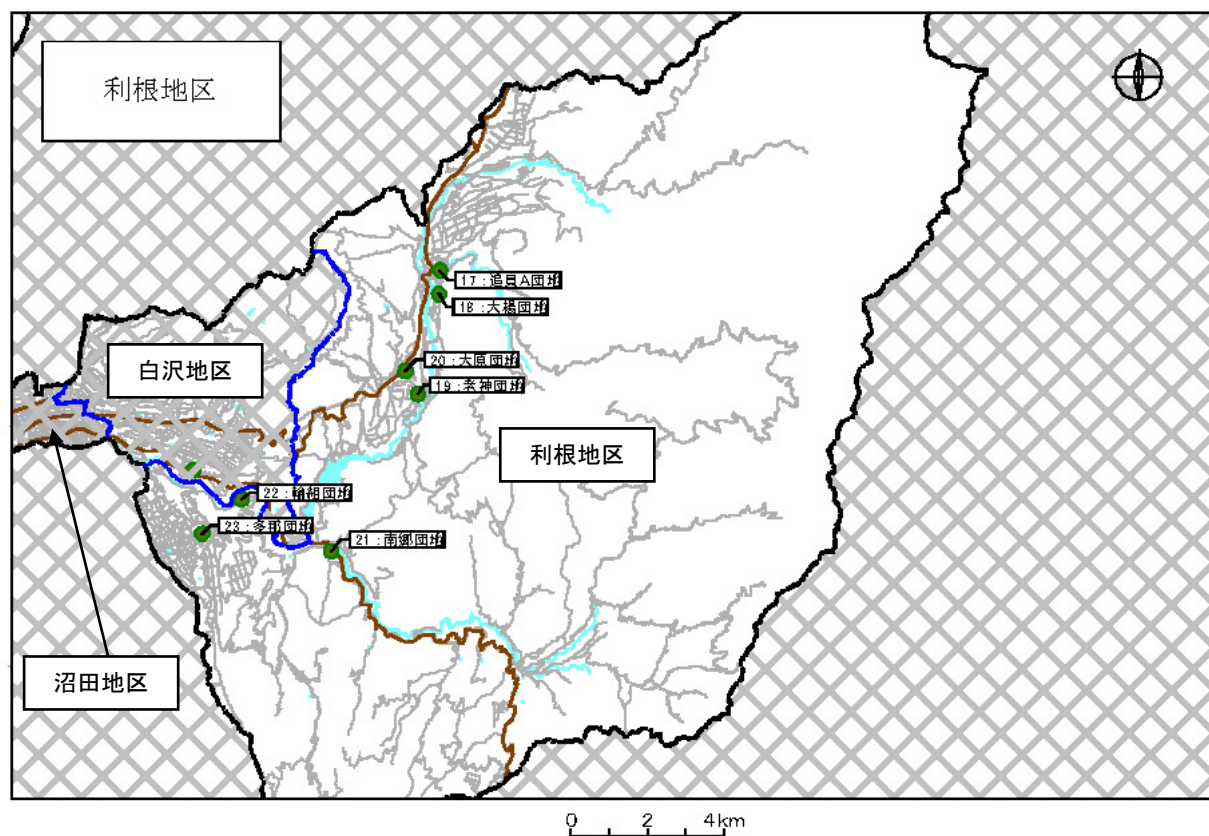 利根地区
17：追貝A団地
18：大楊団地
白沢地区
20：大原団地
19：老神団地
利根地区
22：輪組団地
23：多那団地
21：南郷団地
沼田地区
0 2 4km